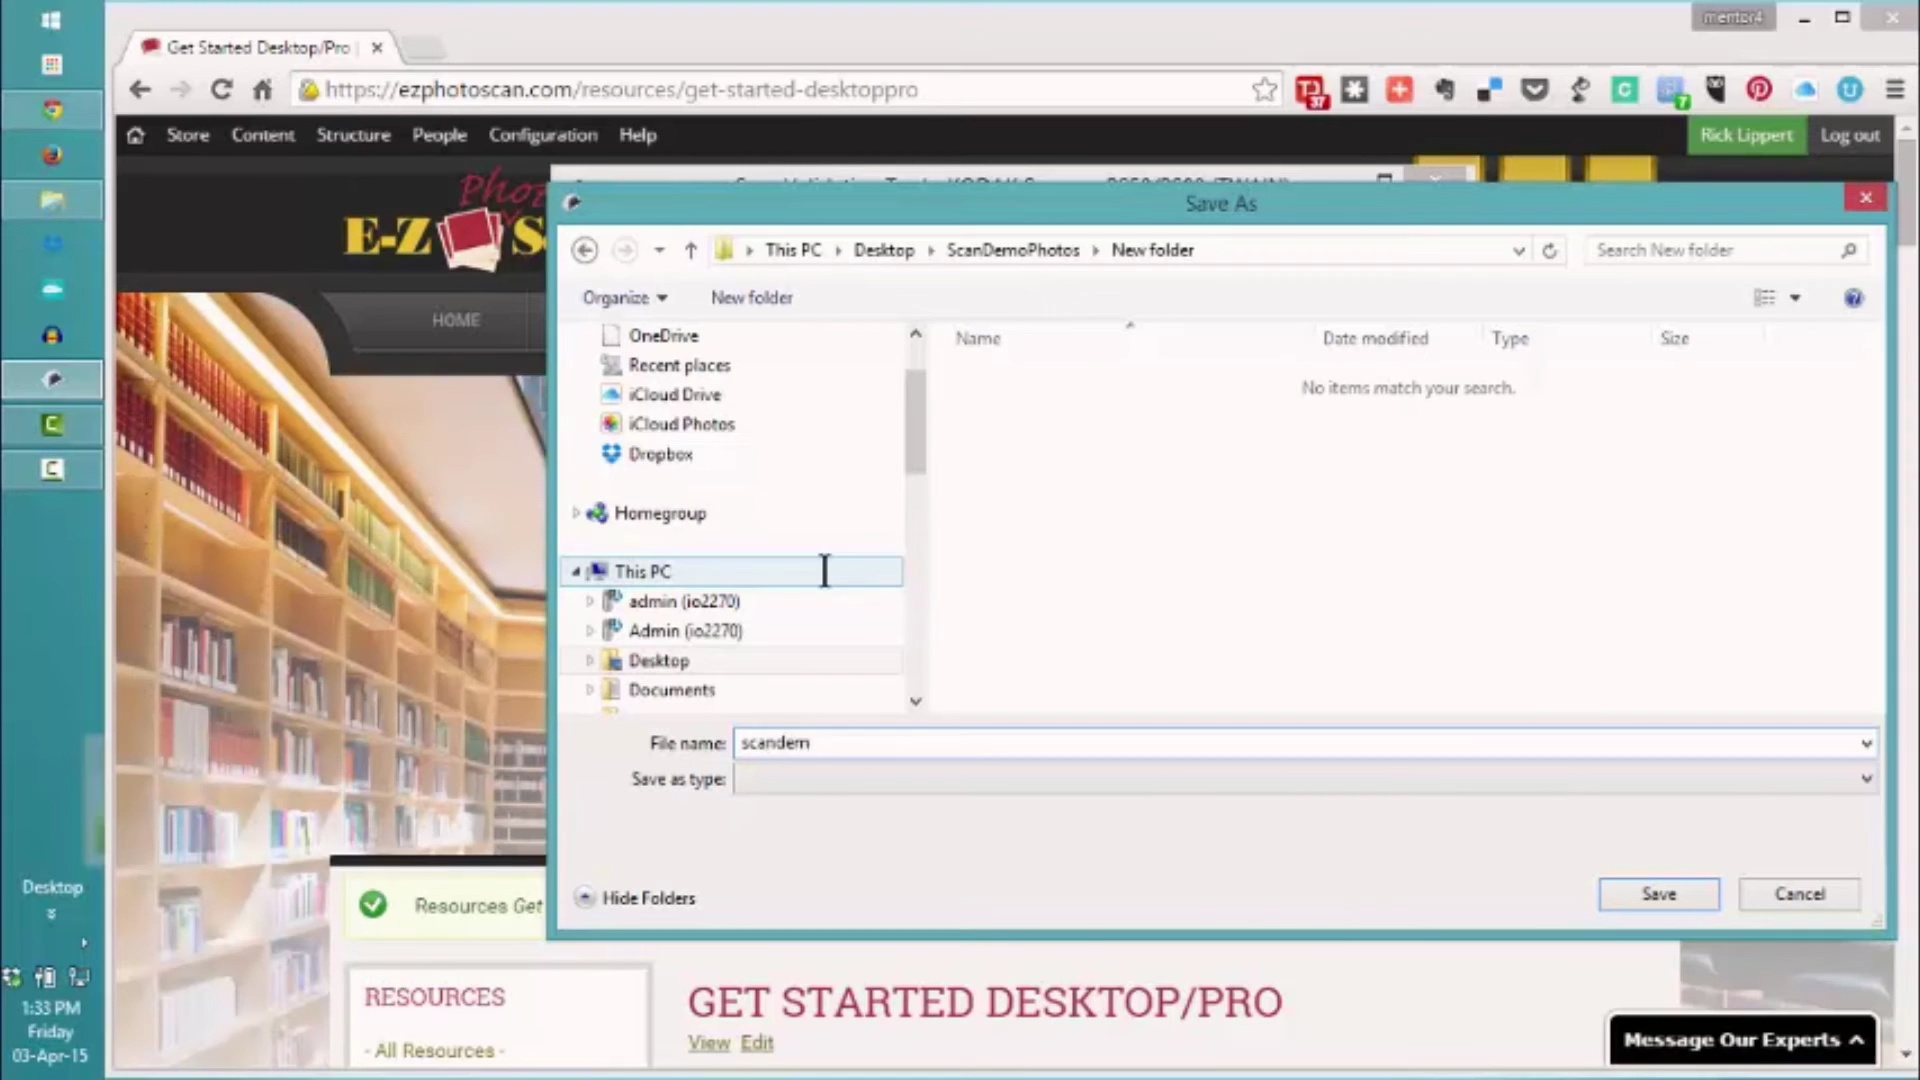 mentor4
Get Started Desktop/Pro
https://ezphotoscan.com/resources/get-started-desktoppro
37
7
Store Content Structure People Configuration Help
Rick Lippert Log out
E-Z
HOME
Save As
This PC Desktop ScanDemoPhotos New folder
Search New folder
Organize New folder
OneDrive
Recent places
iCloud Drive
iCloud Photos
Dropbox
Homegroup
This PC
admin (io2270)
Admin (io2270)
Desktop
Documents
Name Date modified Type Size
No items match your search.
File name: scandem
Save as type:
Hide Folders
Save Cancel
Resources Get
RESOURCES
- All Resources -
GET STARTED DESKTOP/PRO
View Edit
Message Our Experts
Desktop
1:33 PM
Friday
03-Apr-15